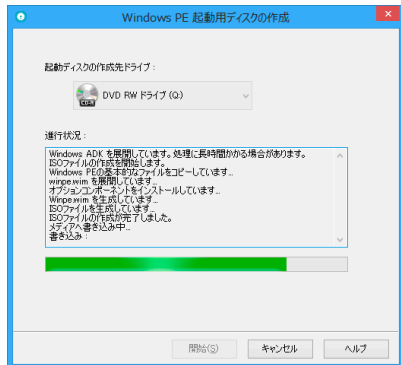 Windows PE 起動用ディスクの作成
起動ディスクの作成先ドライブ :
CD-R
DVD RW ドライブ (Q:)
進行状況 :
Windows ADK を展開しています。処理に長時間かかる場合があります。
ISOファイルの作成を開始します。
Windows PEの基本的なファイルをコピーしています...
winpe.wim を展開しています...
オプションコンポーネントをインストールしています...
Winpe.wim を生成しています...
ISOファイルを生成しています...
ISOファイルの作成が完了しました。
メディアへ書き込み中...
書き込み :
開始(S)
キャンセル
ヘルプ